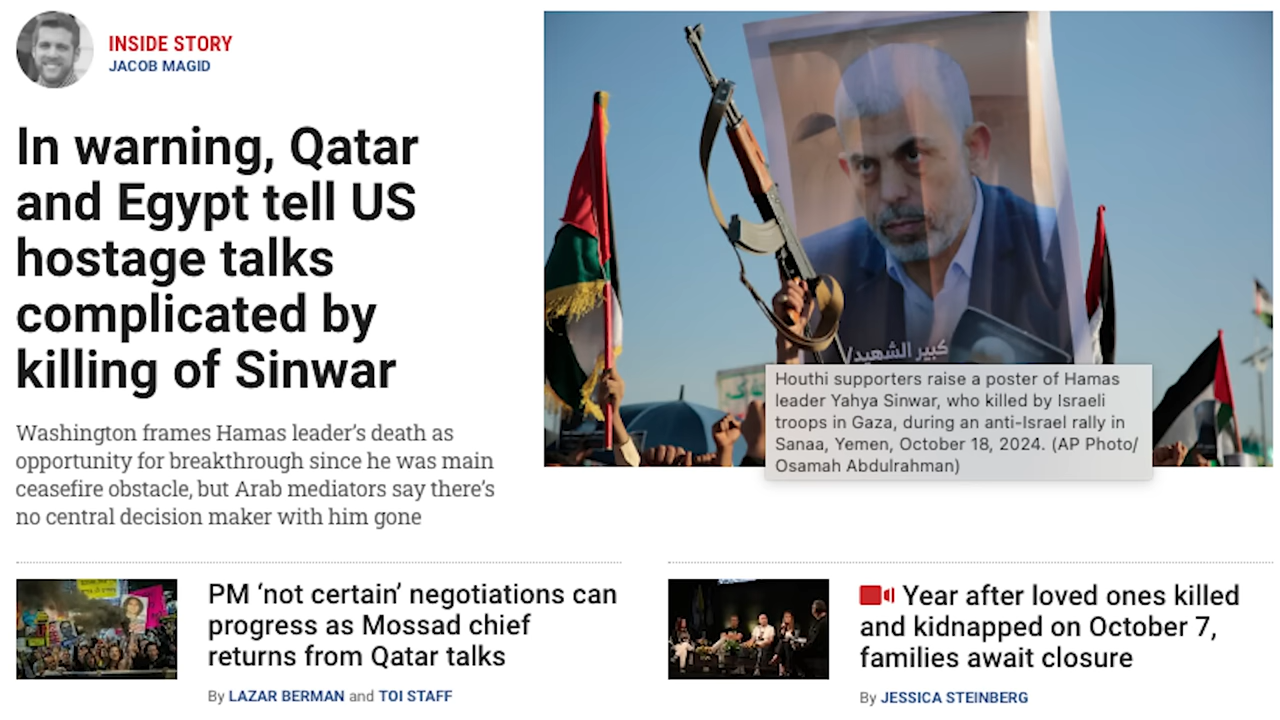 INSIDE STORY
JACOB MAGID
In warning, Qatar
and Egypt tell US
hostage talks
complicated by
killing of Sinwar
Washington frames Hamas leader's death as
opportunity for breakthrough since he was main
ceasefire obstacle, but Arab mediators say there's
no central decision maker with him gone
كبير الشهيد/
Houthi supporters raise a poster of Hamas
leader Yahya Sinwar, who killed by Israeli
troops in Gaza, during an anti-Israel rally in
Sanaa, Yemen, October 18, 2024. (AP Photo/
Osamah Abdulrahman)
PM ‘not certain’ negotiations can
progress as Mossad chief
returns from Qatar talks
By LAZAR BERMAN and TOI STAFF
Year after loved ones killed
and kidnapped on October 7,
families await closure
By JESSICA STEINBERG